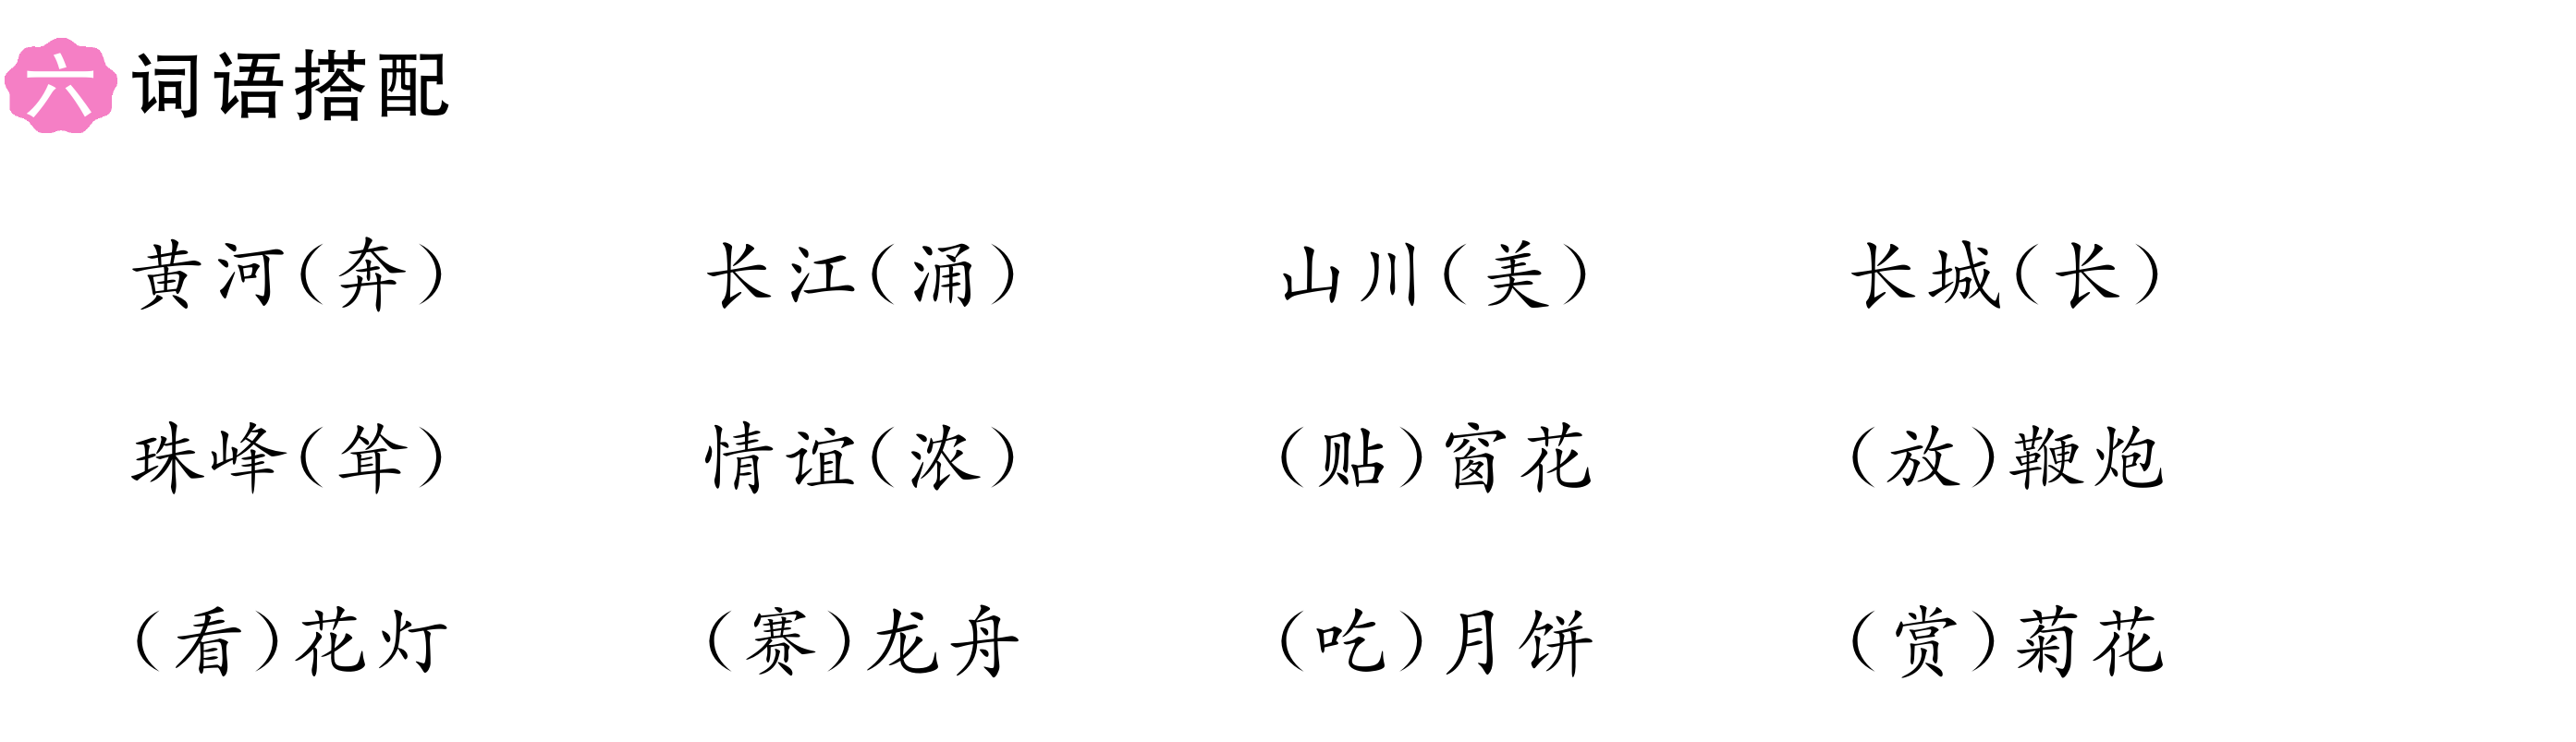 六 词语搭配
黄河(奔) 长江(涌) 山川(美) 长城(长)
珠峰(耸) 情谊(浓) (贴)窗花 (放)鞭炮
(看)花灯 (赛)龙舟 (吃)月饼 (赏)菊花